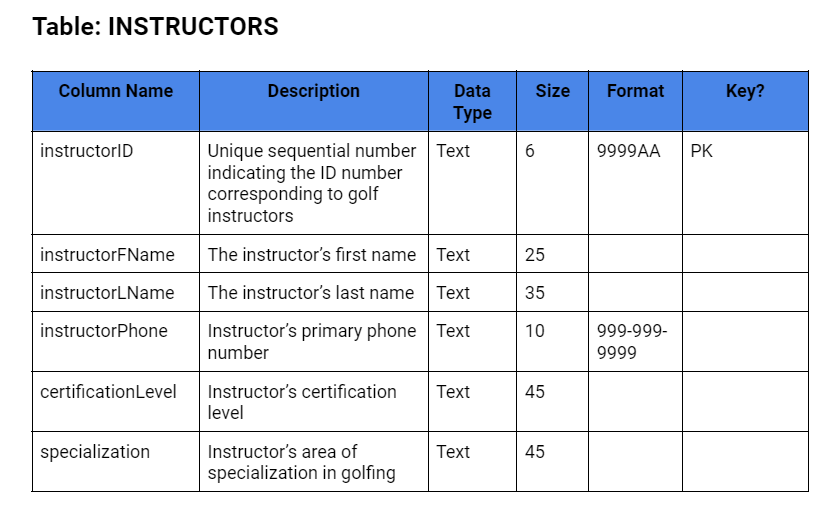 Table: INSTRUCTORS
Column Name Description Data Type Size Format Key?
instructorID Unique sequential number indicating the ID number corresponding to golf instructors Text 6 9999AA PK
instructorFName The instructor’s first name Text 25
instructorLName The instructor’s last name Text 35
instructorPhone Instructor’s primary phone number Text 10 999-999-9999
certificationLevel Instructor’s certification level Text 45
specialization Instructor’s area of specialization in golfing Text 45